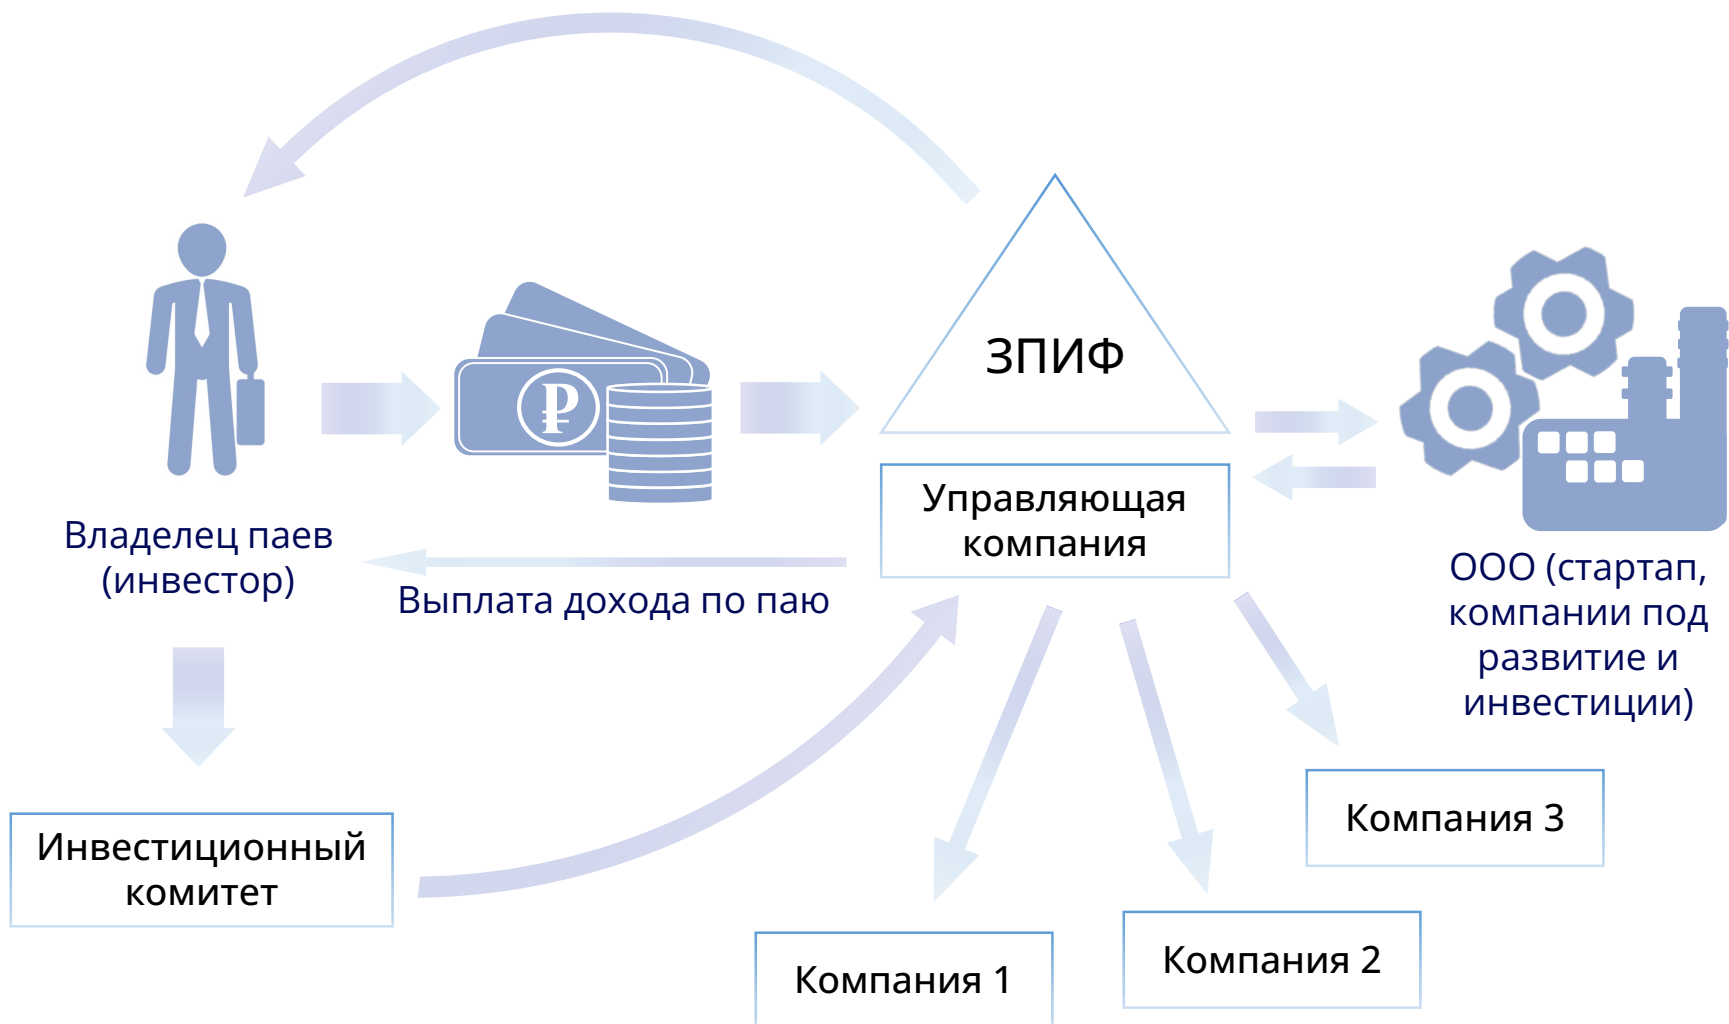 ЗПИФ
₽
Управляющая
компания
Владелец паев
(инвестор)
Выплата дохода по паю
ООО (стартап,
компании под
развитие и
инвестиции)
Инвестиционный
комитет
Компания 3
Компания 2
Компания 1